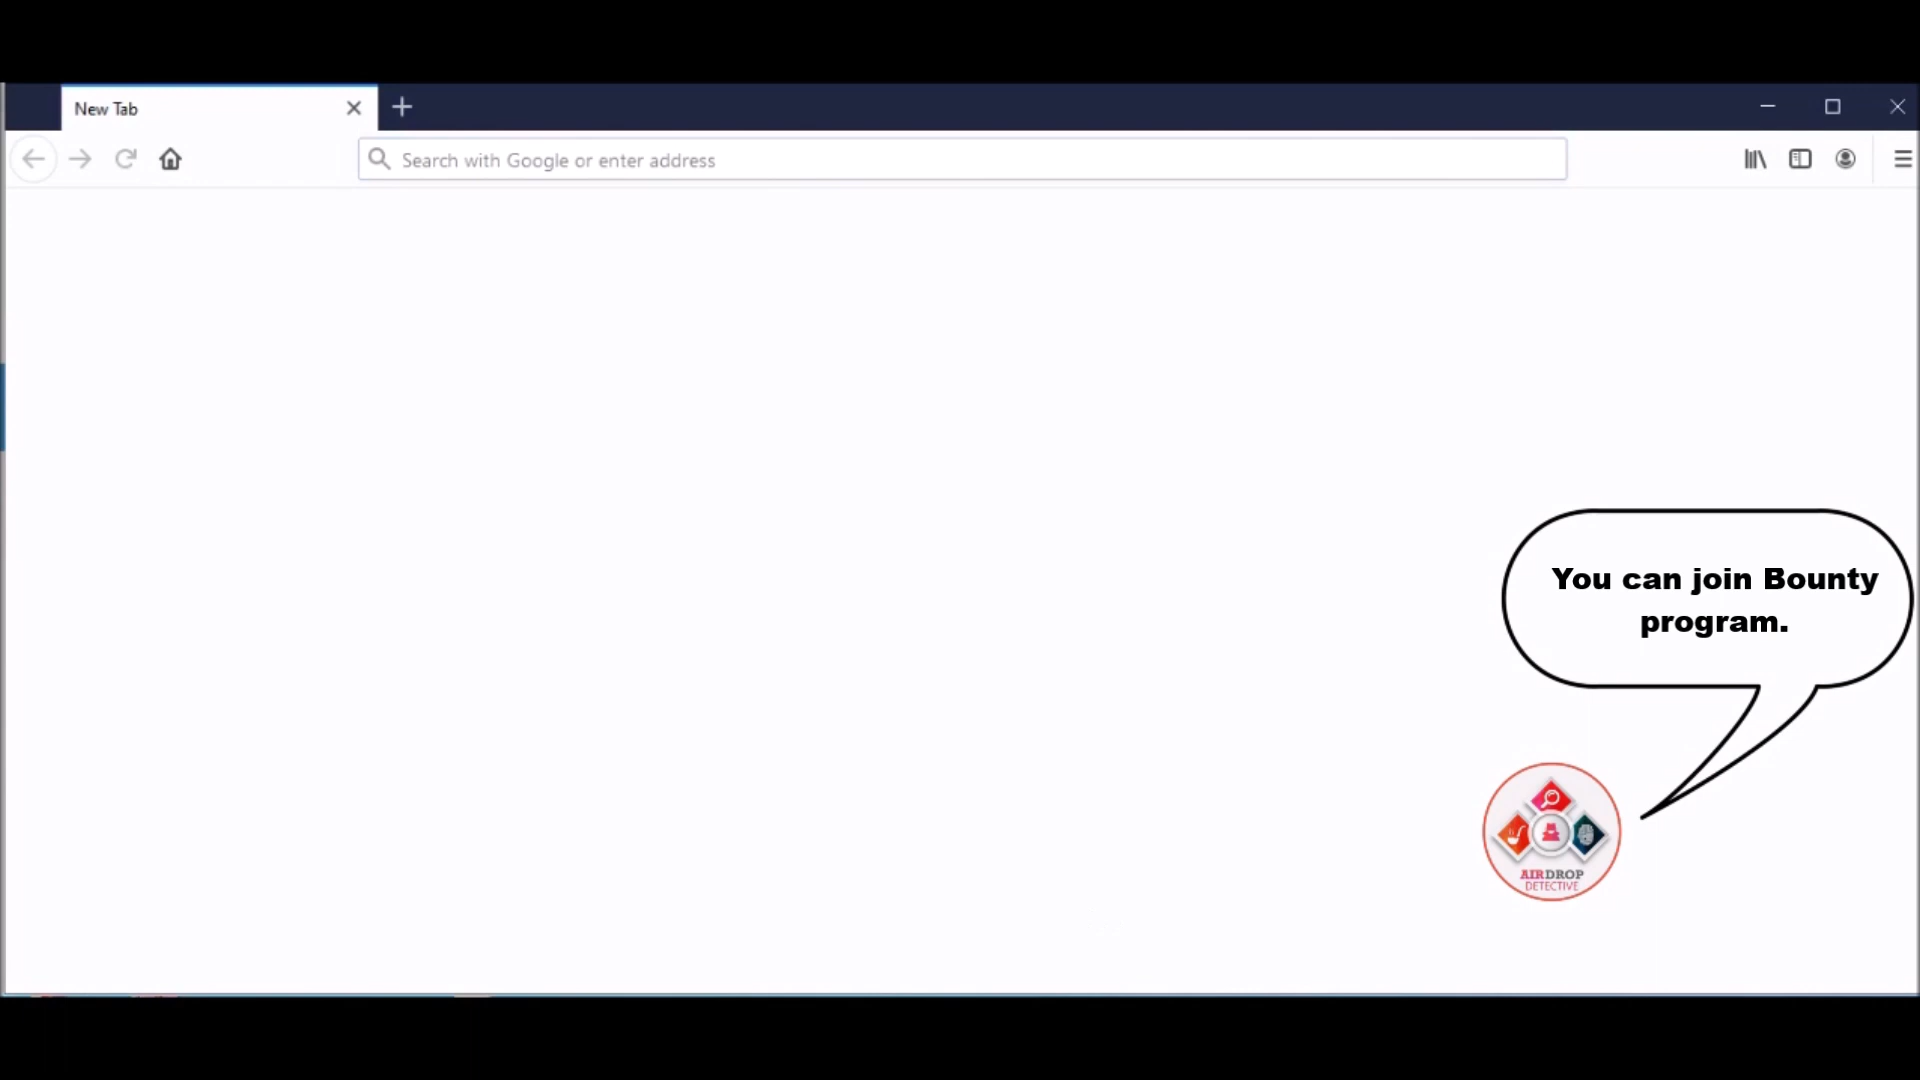 New Tab
Search with Google or enter address
You can join Bounty
program.
AIRDROP
DETECTIVE